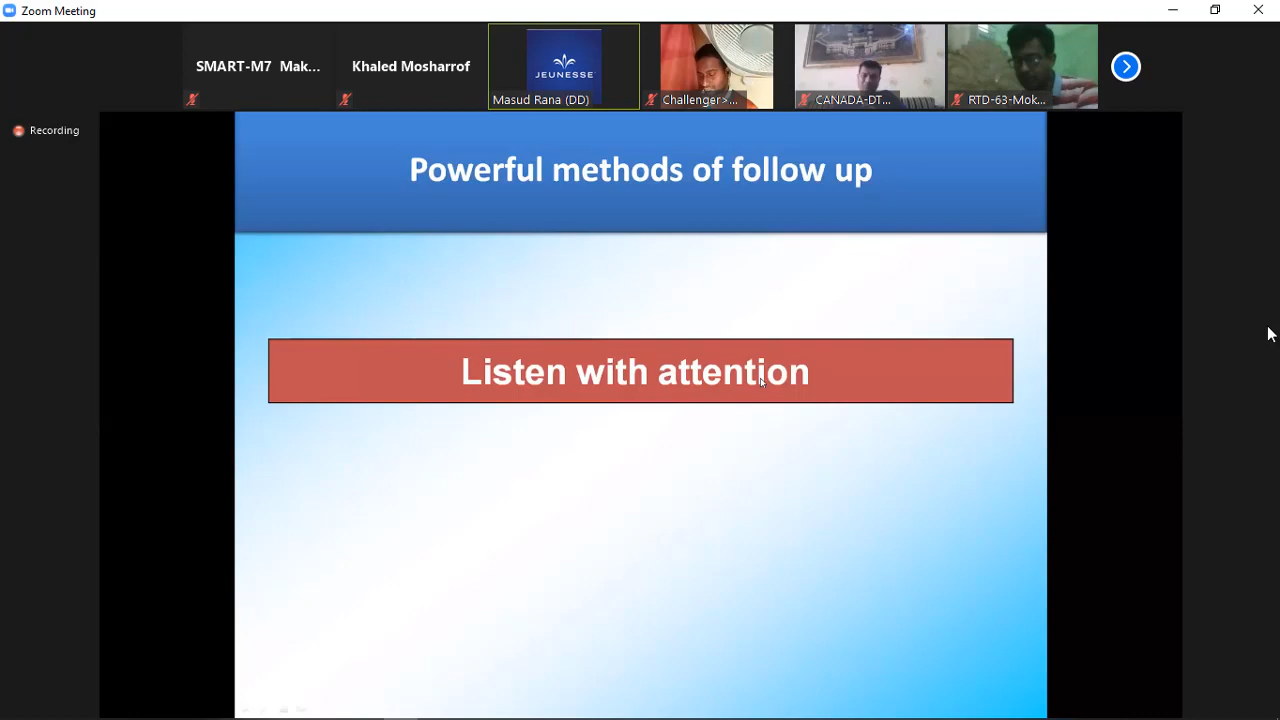 Zoom Meeting
SMART-M7 Mak...
Khaled Mosharrof
JEUNESSE
Masud Rana (DD)
Challenger>...
CANADA-DT...
RTD-63-Mok...
Recording
Powerful methods of follow up
Listen with attention